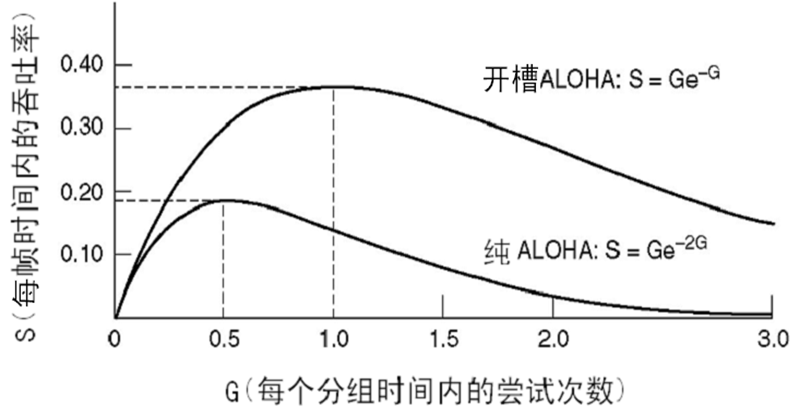 S(每帧时间内的吞吐率)
0.40
0.30
0.20
0.10
开槽ALOHA: S = Ge⁻ᴳ
纯 ALOHA: S = Ge⁻²ᴳ
0 0.5 1.0 1.5 2.0 3.0
G(每个分组时间内的尝试次数)